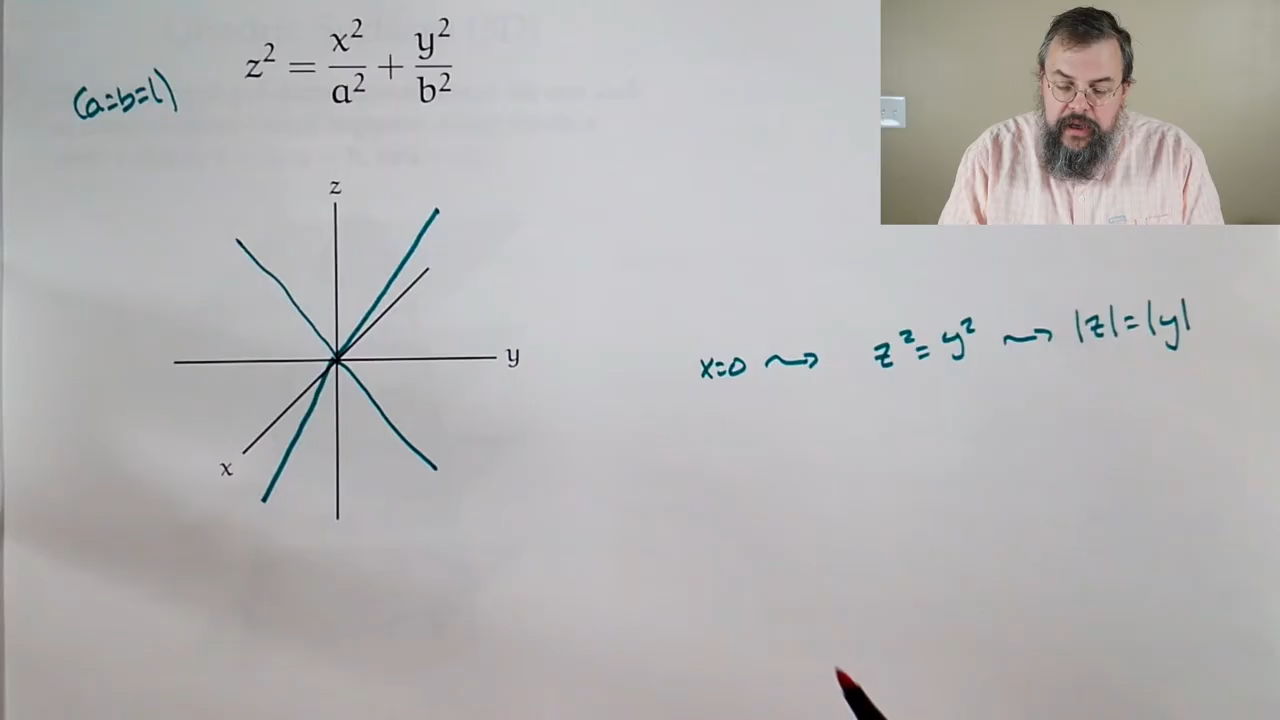 z² = x²/a² + y²/b²
(a=b=1)
z
y
x
x=0 ⇝ z²=y² ⇝ |z|=|y|